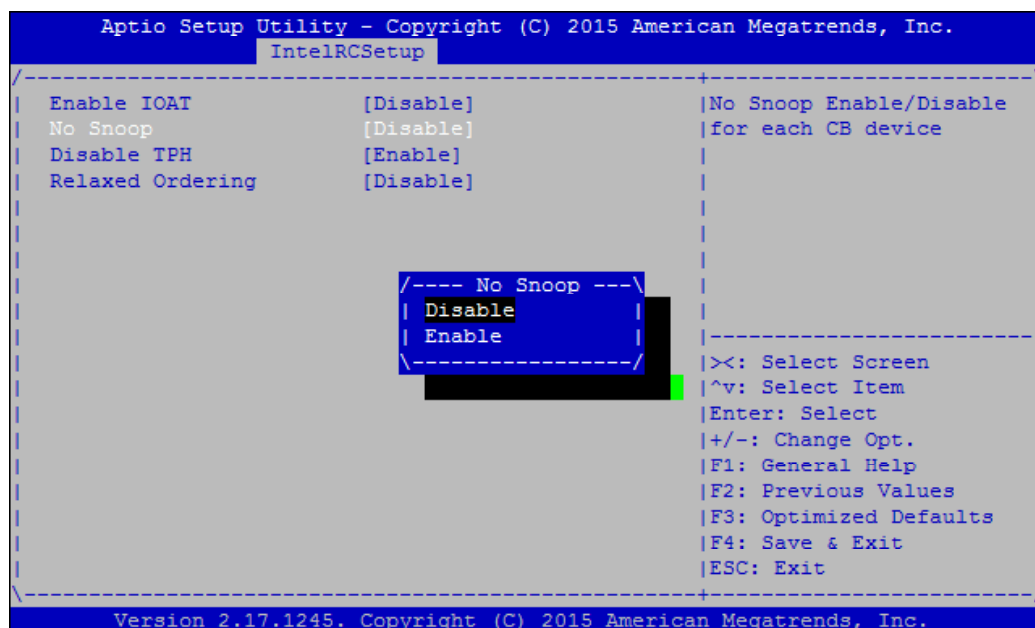 Aptio Setup Utility - Copyright (C) 2015 American Megatrends, Inc.
IntelRCSetup
Enable IOAT [Disable]
No Snoop [Disable]
Disable TPH [Enable]
Relaxed Ordering [Disable]
No Snoop Enable/Disable
for each CB device
/---- No Snoop ---\
Disable
Enable
><: Select Screen
^v: Select Item
Enter: Select
+/-: Change Opt.
F1: General Help
F2: Previous Values
F3: Optimized Defaults
F4: Save & Exit
ESC: Exit
Version 2.17.1245. Copyright (C) 2015 American Megatrends, Inc.